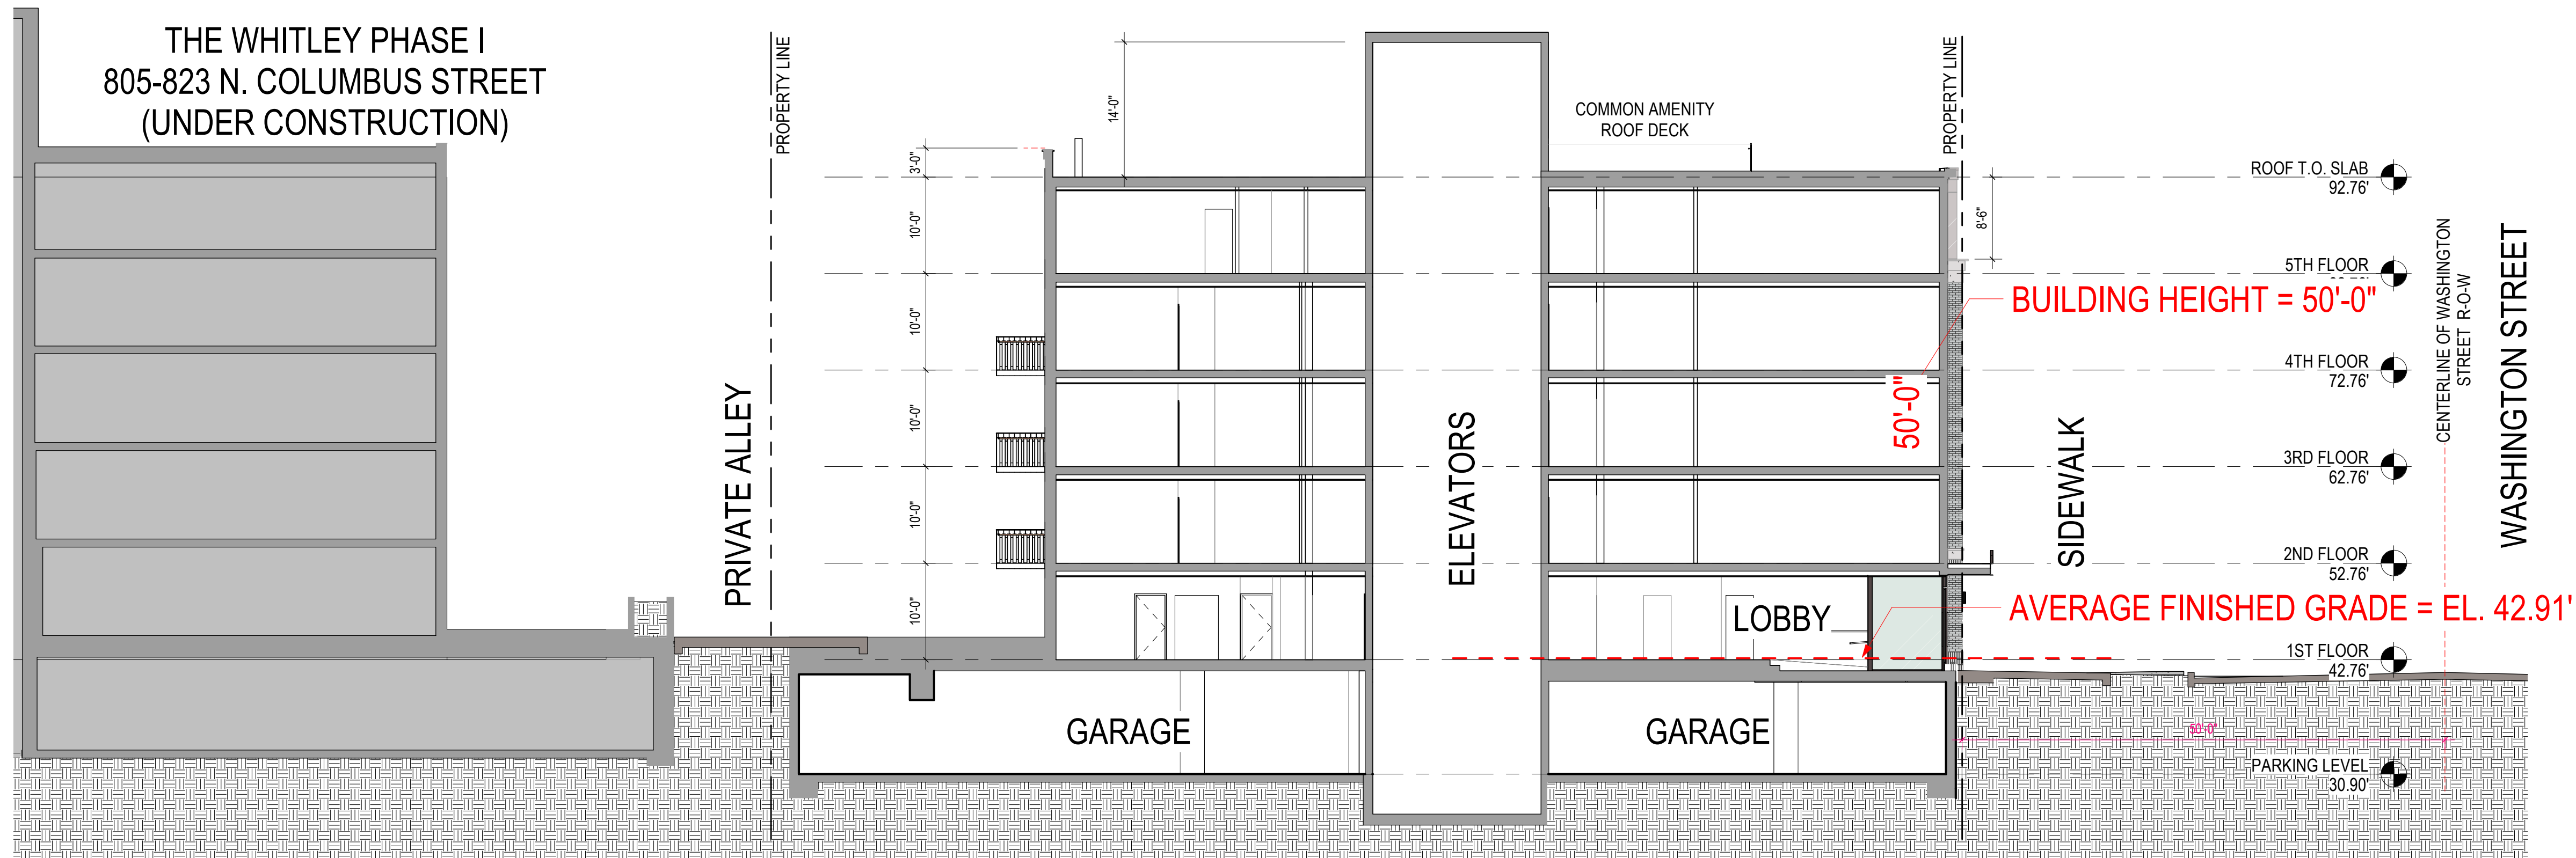 THE WHITLEY PHASE I
805-823 N. COLUMBUS STREET
(UNDER CONSTRUCTION)
PROPERTY LINE
PRIVATE ALLEY
14'-0"
3'-0"
10'-0"
10'-0"
10'-0"
10'-0"
10'-0"
COMMON AMENITY
ROOF DECK
PROPERTY LINE
8'-6"
ELEVATORS
LOBBY
GARAGE
GARAGE
50'-0"
BUILDING HEIGHT = 50'-0"
AVERAGE FINISHED GRADE = EL. 42.91'
SIDEWALK
ROOF T.O. SLAB
92.76'
5TH FLOOR
4TH FLOOR
72.76'
3RD FLOOR
62.76'
2ND FLOOR
52.76'
1ST FLOOR
42.76'
PARKING LEVEL
30.90'
50'-0"
CENTERLINE OF WASHINGTON
STREET R-O-W
WASHINGTON STREET